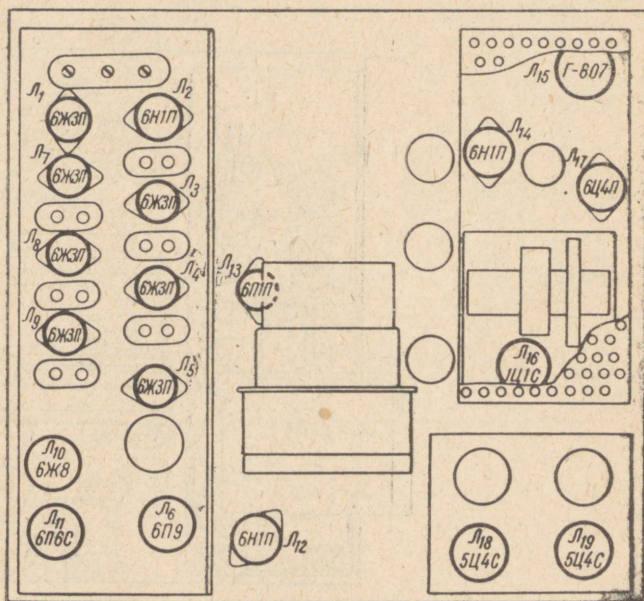 Л1
6Ж3П
Л2
6Н1П
Л7
6Ж3П
Л3
6Ж3П
Л8
6Ж3П
Л4
6Ж3П
Л9
6Ж3П
Л5
6Ж3П
Л10
6Ж8
Л11
6П6С
Л6
6П9
Л13
6П1П
6Н1П
Л12
Л15
Г-807
Л14
6Н1П
Л17
6Ц4П
Л16
1Ц1С
Л18
5Ц4С
Л19
5Ц4С